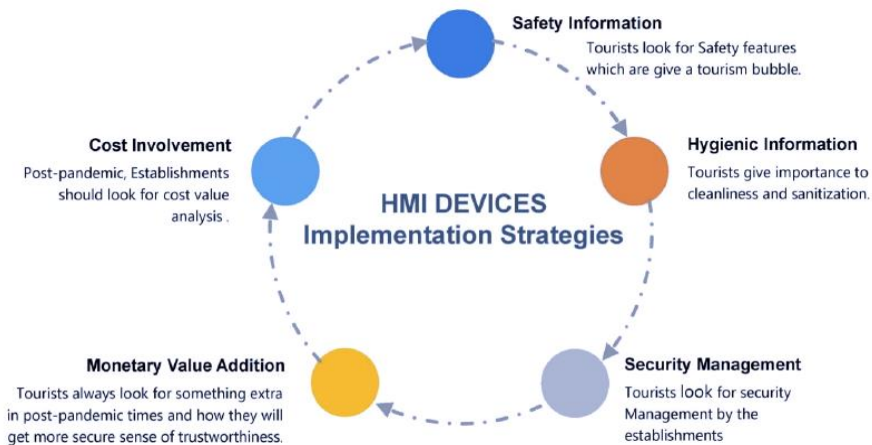 Safety Information
Tourists look for Safety features
which are give a tourism bubble.
Hygienic Information
Tourists give importance to
cleanliness and sanitization.
Security Management
Tourists look for security
Management by the
establishments
Monetary Value Addition
Tourists always look for something extra
in post-pandemic times and how they will
get more secure sense of trustworthiness.
Cost Involvement
Post-pandemic, Establishments
should look for cost value
analysis .
HMI DEVICES
Implementation Strategies